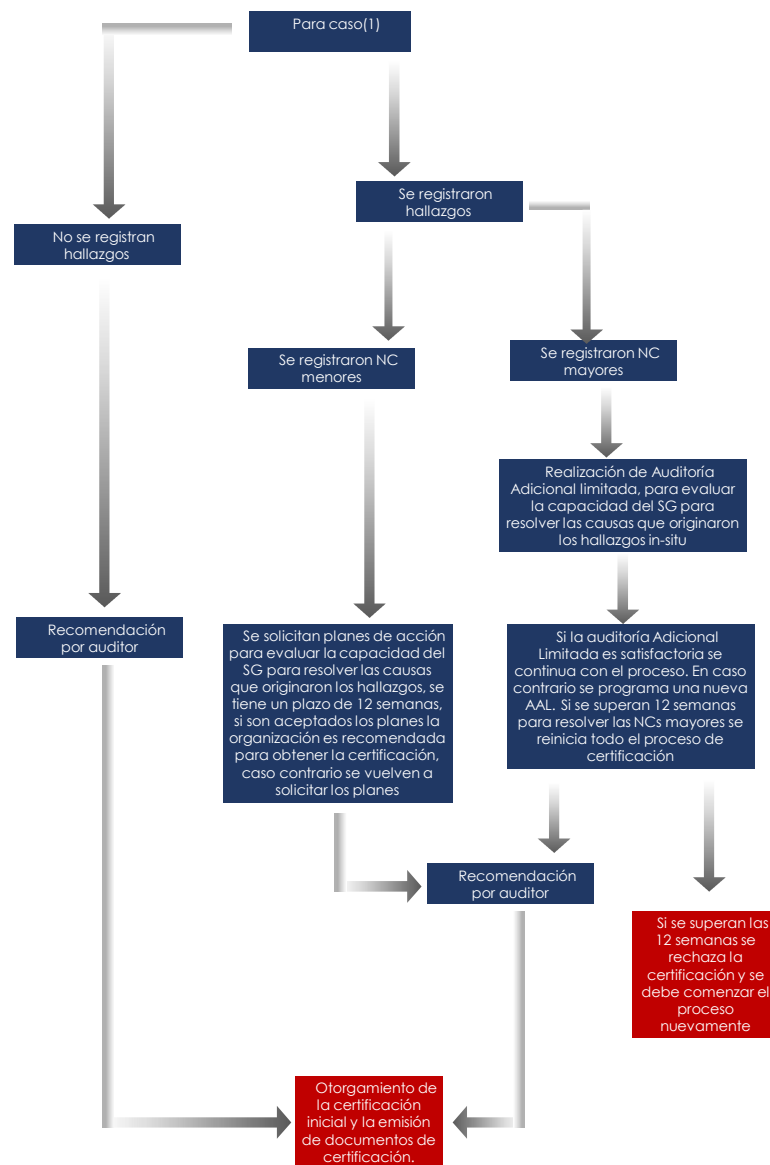 Para caso(1)
Se registraron
hallazgos
No se registran
hallazgos
Se registraron NC
menores
Se registraron NC
mayores
Realización de Auditoría
Adicional limitada, para evaluar
la capacidad del SG para
resolver las causas que originaron
los hallazgos in-situ
Recomendación
por auditor
Se solicitan planes de acción
para evaluar la capacidad del
SG para resolver las causas
que originaron los hallazgos, se
tiene un plazo de 12 semanas,
si son aceptados los planes la
organización es recomendada
para obtener la certificación,
caso contrario se vuelven a
solicitar los planes
Si la auditoría Adicional
Limitada es satisfactoria se
continua con el proceso. En caso
contrario se programa una nueva
AAL. Si se superan 12 semanas
para resolver las NCs mayores se
reinicia todo el proceso de
certificación
Recomendación
por auditor
Si se superan las
12 semanas se
rechaza la
certificación y se
debe comenzar el
proceso
nuevamente
Otorgamiento de
la certificación
inicial y la emisión
de documentos de
certificación.